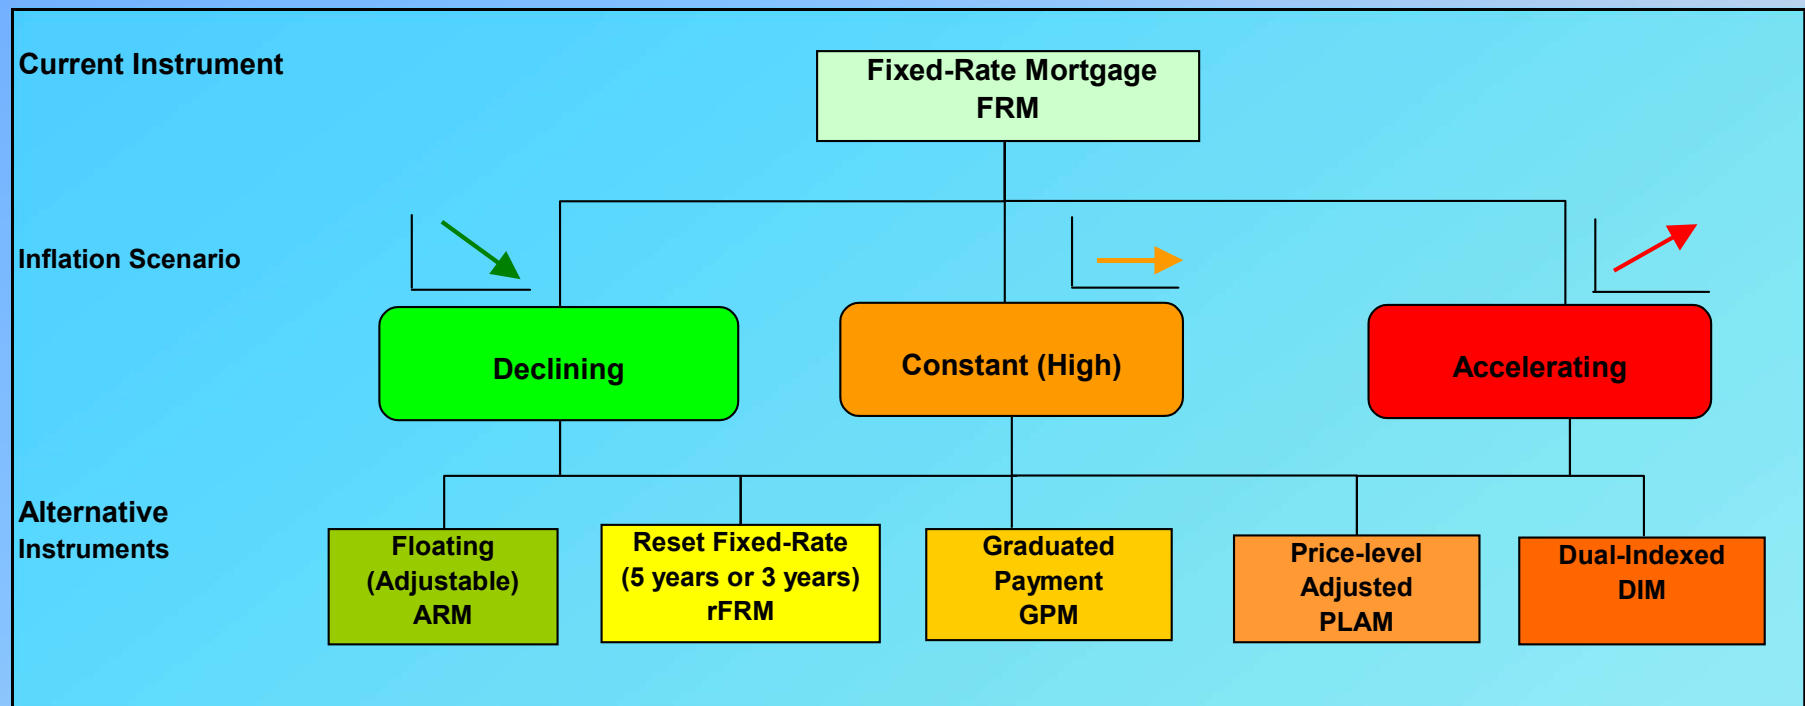 Current Instrument
Fixed-Rate Mortgage
FRM
Inflation Scenario
Declining
Constant (High)
Accelerating
Alternative
Instruments
Floating
(Adjustable)
ARM
Reset Fixed-Rate
(5 years or 3 years)
rFRM
Graduated
Payment
GPM
Price-level
Adjusted
PLAM
Dual-Indexed
DIM